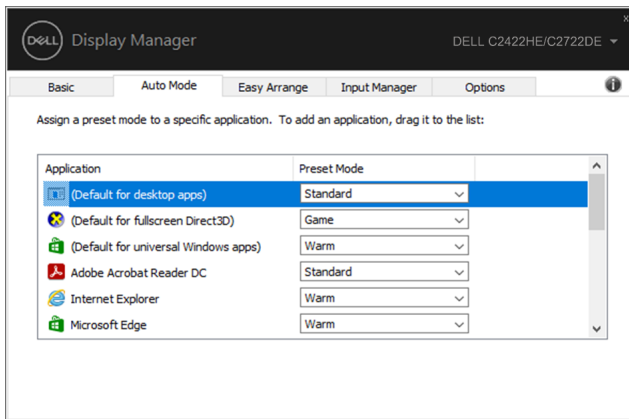 x
DELL Display Manager
DELL C2422HE/C2722DE
Basic Auto Mode Easy Arrange Input Manager Options i
Assign a preset mode to a specific application. To add an application, drag it to the list:
Application Preset Mode
(Default for desktop apps) Standard
(Default for fullscreen Direct3D) Game
(Default for universal Windows apps) Warm
Adobe Acrobat Reader DC Standard
Internet Explorer Warm
Microsoft Edge Warm